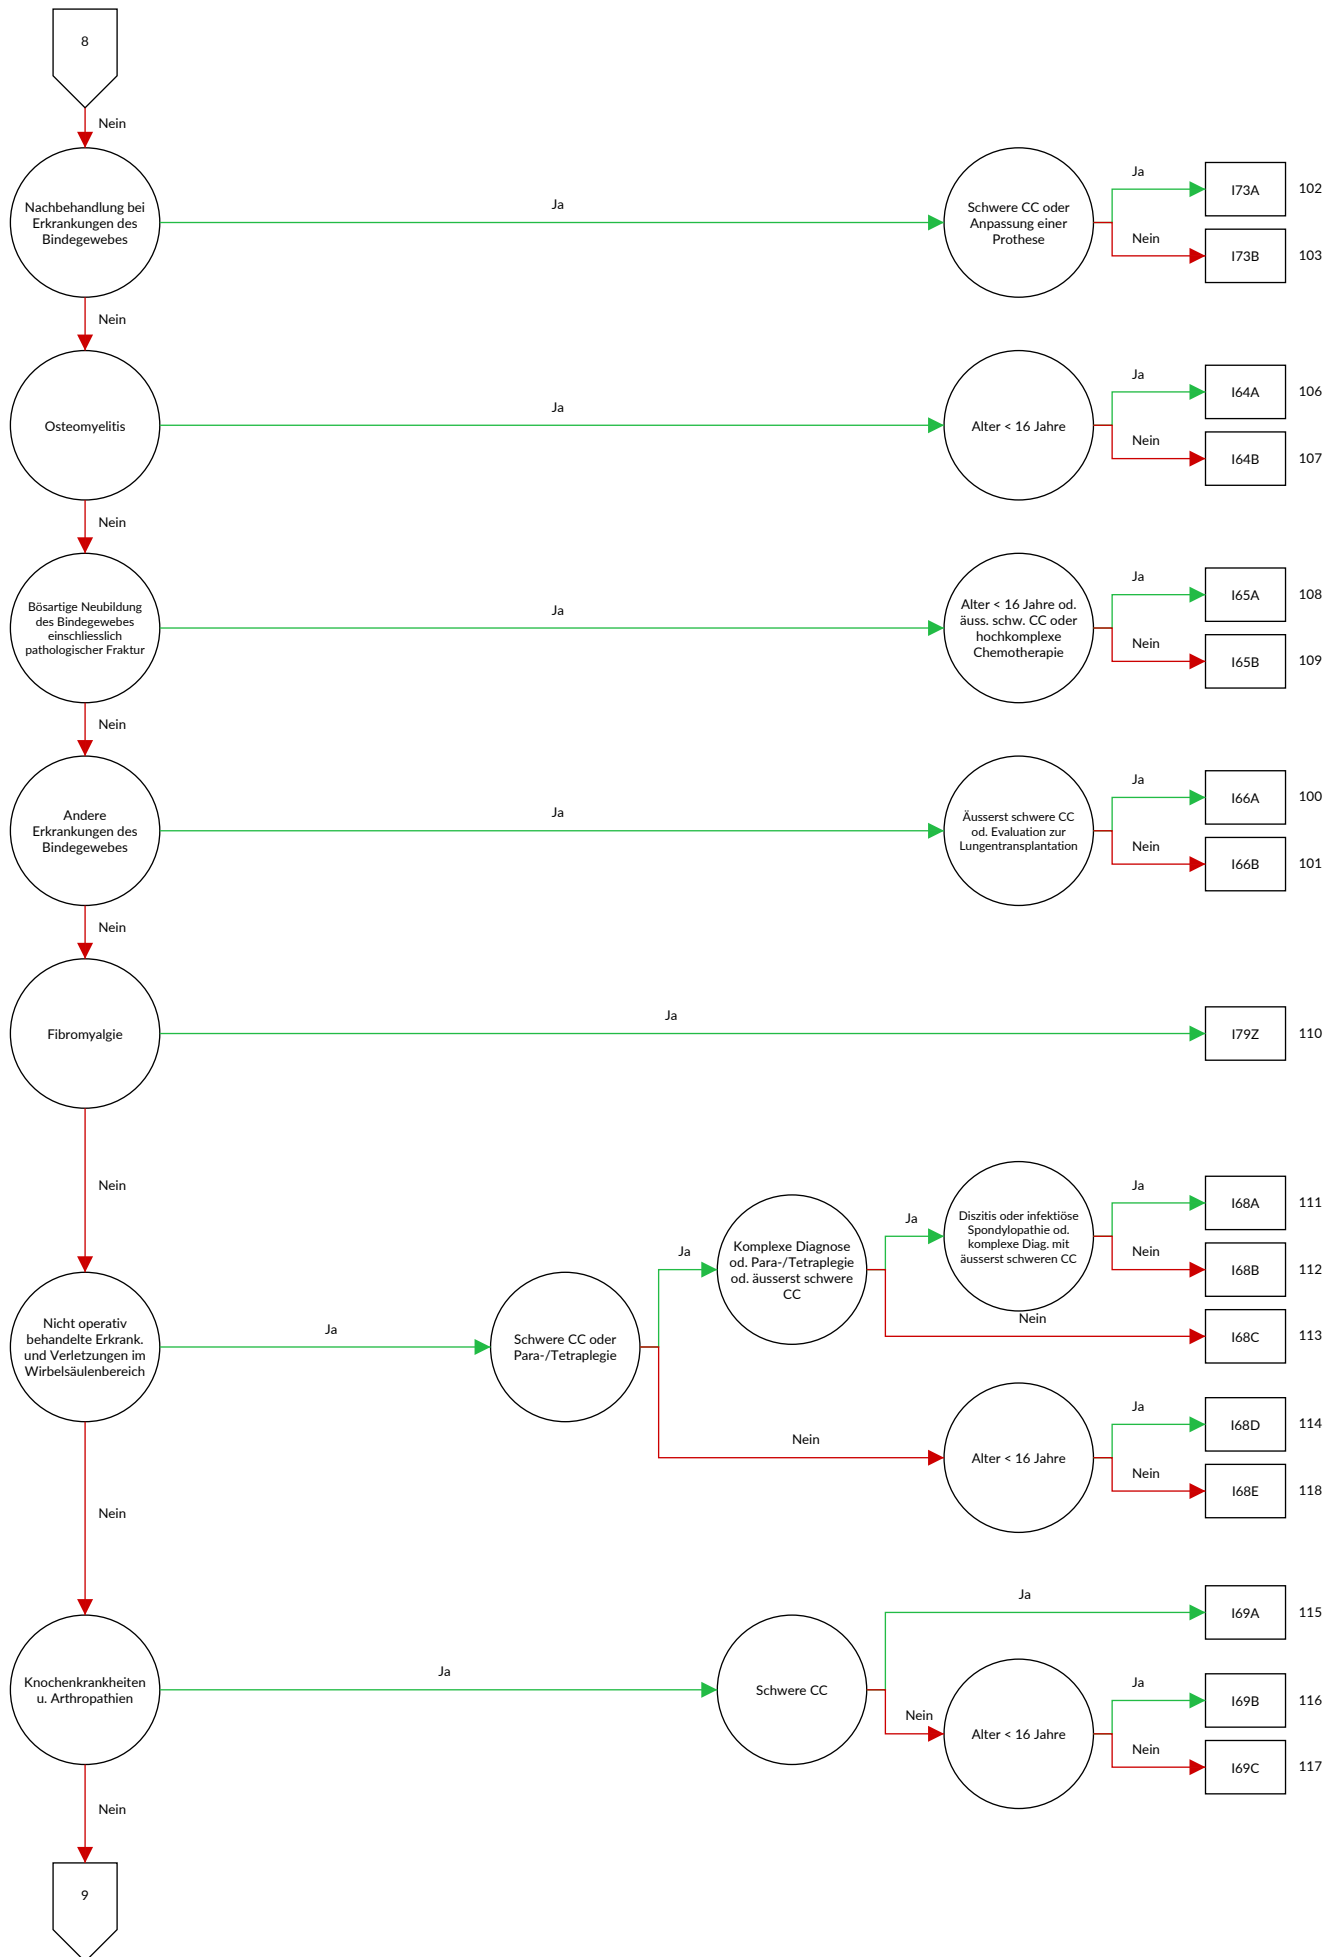 8
Nein
Nachbehandlung bei
Erkrankungen des
Bindegewebes
Ja
Schwere CC oder
Anpassung einer
Prothese
Ja
I73A
102
Nein
I73B
103
Nein
Osteomyelitis
Ja
Alter < 16 Jahre
Ja
I64A
106
Nein
I64B
107
Nein
Bösartige Neubildung
des Bindegewebes
einschliesslich
pathologischer Fraktur
Ja
Alter < 16 Jahre od.
äuss. schw. CC oder
hochkomplexe
Chemotherapie
Ja
I65A
108
Nein
I65B
109
Nein
Andere
Erkrankungen des
Bindegewebes
Ja
Äusserst schwere CC
od. Evaluation zur
Lungentransplantation
Ja
I66A
100
Nein
I66B
101
Nein
Fibromyalgie
Ja
I79Z
110
Nein
Nicht operativ
behandelte Erkrank.
und Verletzungen im
Wirbelsäulenbereich
Ja
Schwere CC oder
Para-/Tetraplegie
Ja
Komplexe Diagnose
od. Para-/Tetraplegie
od. äusserst schwere
CC
Ja
Diszitis oder infektiöse
Spondylopathie od.
komplexe Diag. mit
äusserst schweren CC
Ja
I68A
111
Nein
I68B
112
Nein
I68C
113
Nein
Alter < 16 Jahre
Ja
I68D
114
Nein
I68E
118
Nein
Knochenkrankheiten
u. Arthropathien
Ja
Schwere CC
Ja
I69A
115
Nein
Alter < 16 Jahre
Ja
I69B
116
Nein
I69C
117
Nein
9